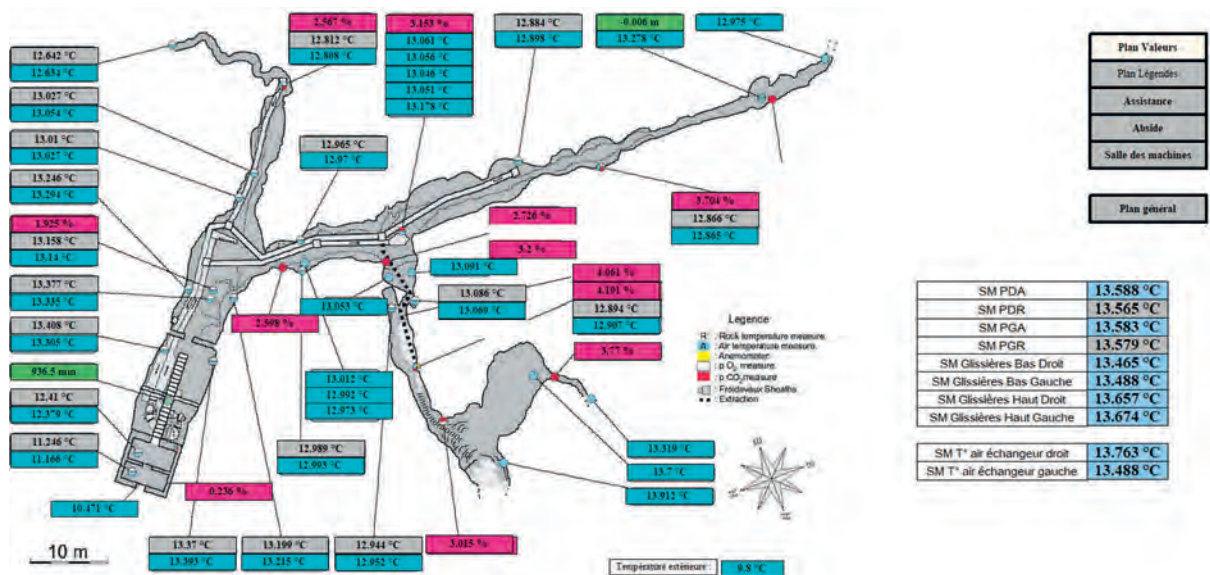 2.567 %
12.812 °C
12.808 °C
13.061 °C
13.056 °C
13.046 °C
13.051 °C
13.178 °C
12.884 °C
12.898 °C
-0.006 m
13.278 °C
12.975 °C
12.642 °C
12.634 °C
13.027 °C
13.054 °C
13.01 °C
13.027 °C
13.246 °C
13.294 °C
1.925 %
13.158 °C
13.14 °C
13.377 °C
13.335 °C
13.408 °C
13.305 °C
936.5 mm
12.41 °C
12.379 °C
11.246 °C
11.166 °C
10.471 °C
12.965 °C
12.97 °C
2.726 %
3.2 %
13.091 °C
13.053 °C
13.086 °C
13.069 °C
4.061 %
4.191 %
12.894 °C
12.907 °C
3.704 %
12.866 °C
12.865 °C
2.598 %
13.012 °C
12.992 °C
12.973 °C
12.989 °C
12.993 °C
0.236 %
13.37 °C
13.393 °C
13.199 °C
13.215 °C
12.944 °C
12.952 °C
3.015 %
3.77 %
13.319 °C
13.7 °C
13.912 °C
Legende
R : Rock temperature measure.
A : Air temperature measure.
: Anemometer
: p O₂ measure.
: p CO₂ measure
: Froidevaux Sheaths
: Extraction
10 m
Température extérieure :
9.8 °C
Plan Valeurs
Plan Légendes
Assistance
Abside
Salle des machines
Plan général
SM PDA 13.588 °C
SM PDR 13.565 °C
SM PGA 13.583 °C
SM PGR 13.579 °C
SM Glissières Bas Droit 13.465 °C
SM Glissières Bas Gauche 13.488 °C
SM Glissières Haut Droit 13.657 °C
SM Glissières Haut Gauche 13.674 °C
SM T° air échangeur droit 13.763 °C
SM T° air échangeur gauche 13.488 °C